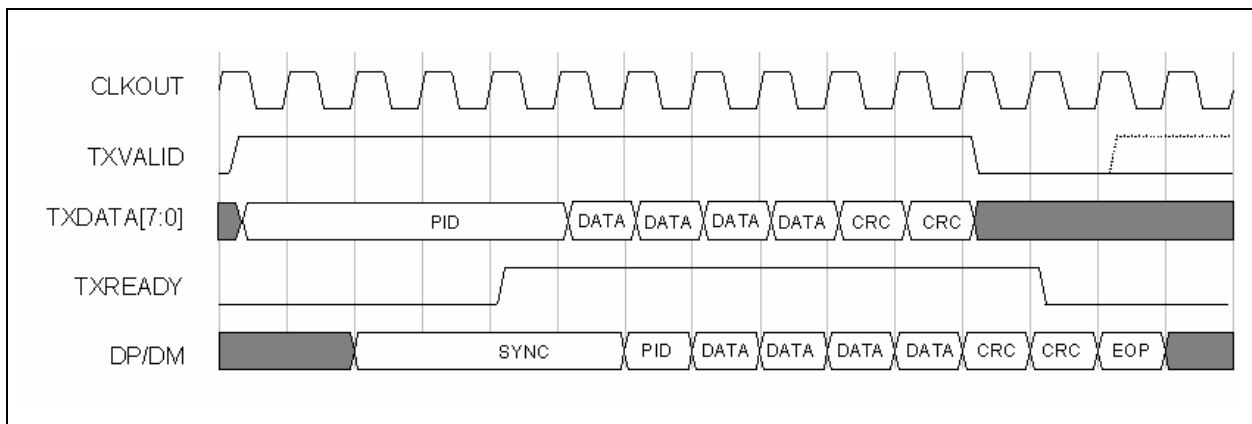 CLKOUT
TXVALID
TXDATA[7:0] PID DATA DATA DATA DATA CRC CRC
TXREADY
DP/DM SYNC PID DATA DATA DATA DATA CRC CRC EOP